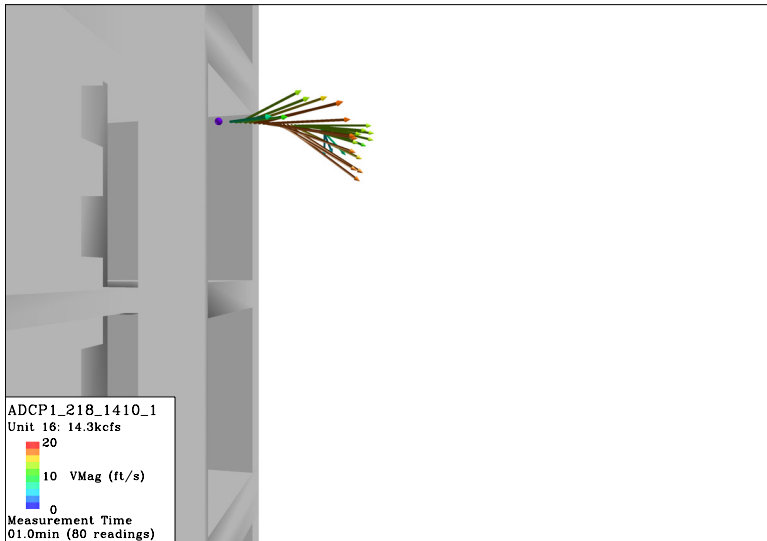 ADCP1_218_1410_1
Unit 16: 14.3kcfs
20
10 VMag (ft/s)
0
Measurement Time
01.0min (80 readings)